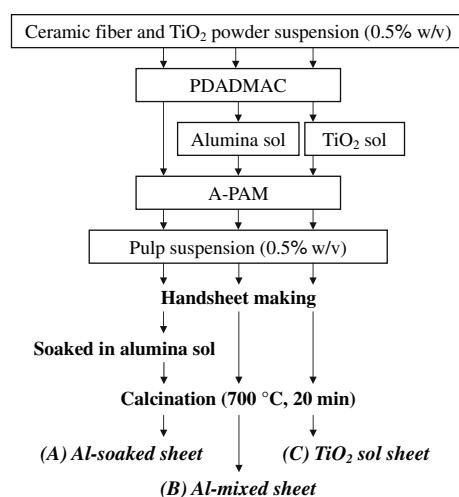 Ceramic fiber and TiO₂ powder suspension (0.5% w/v)
PDADMAC
Alumina sol
TiO₂ sol
A-PAM
Pulp suspension (0.5% w/v)
Handsheet making
Soaked in alumina sol
Calcination (700 °C, 20 min)
(A) Al-soaked sheet
(C) TiO₂ sol sheet
(B) Al-mixed sheet